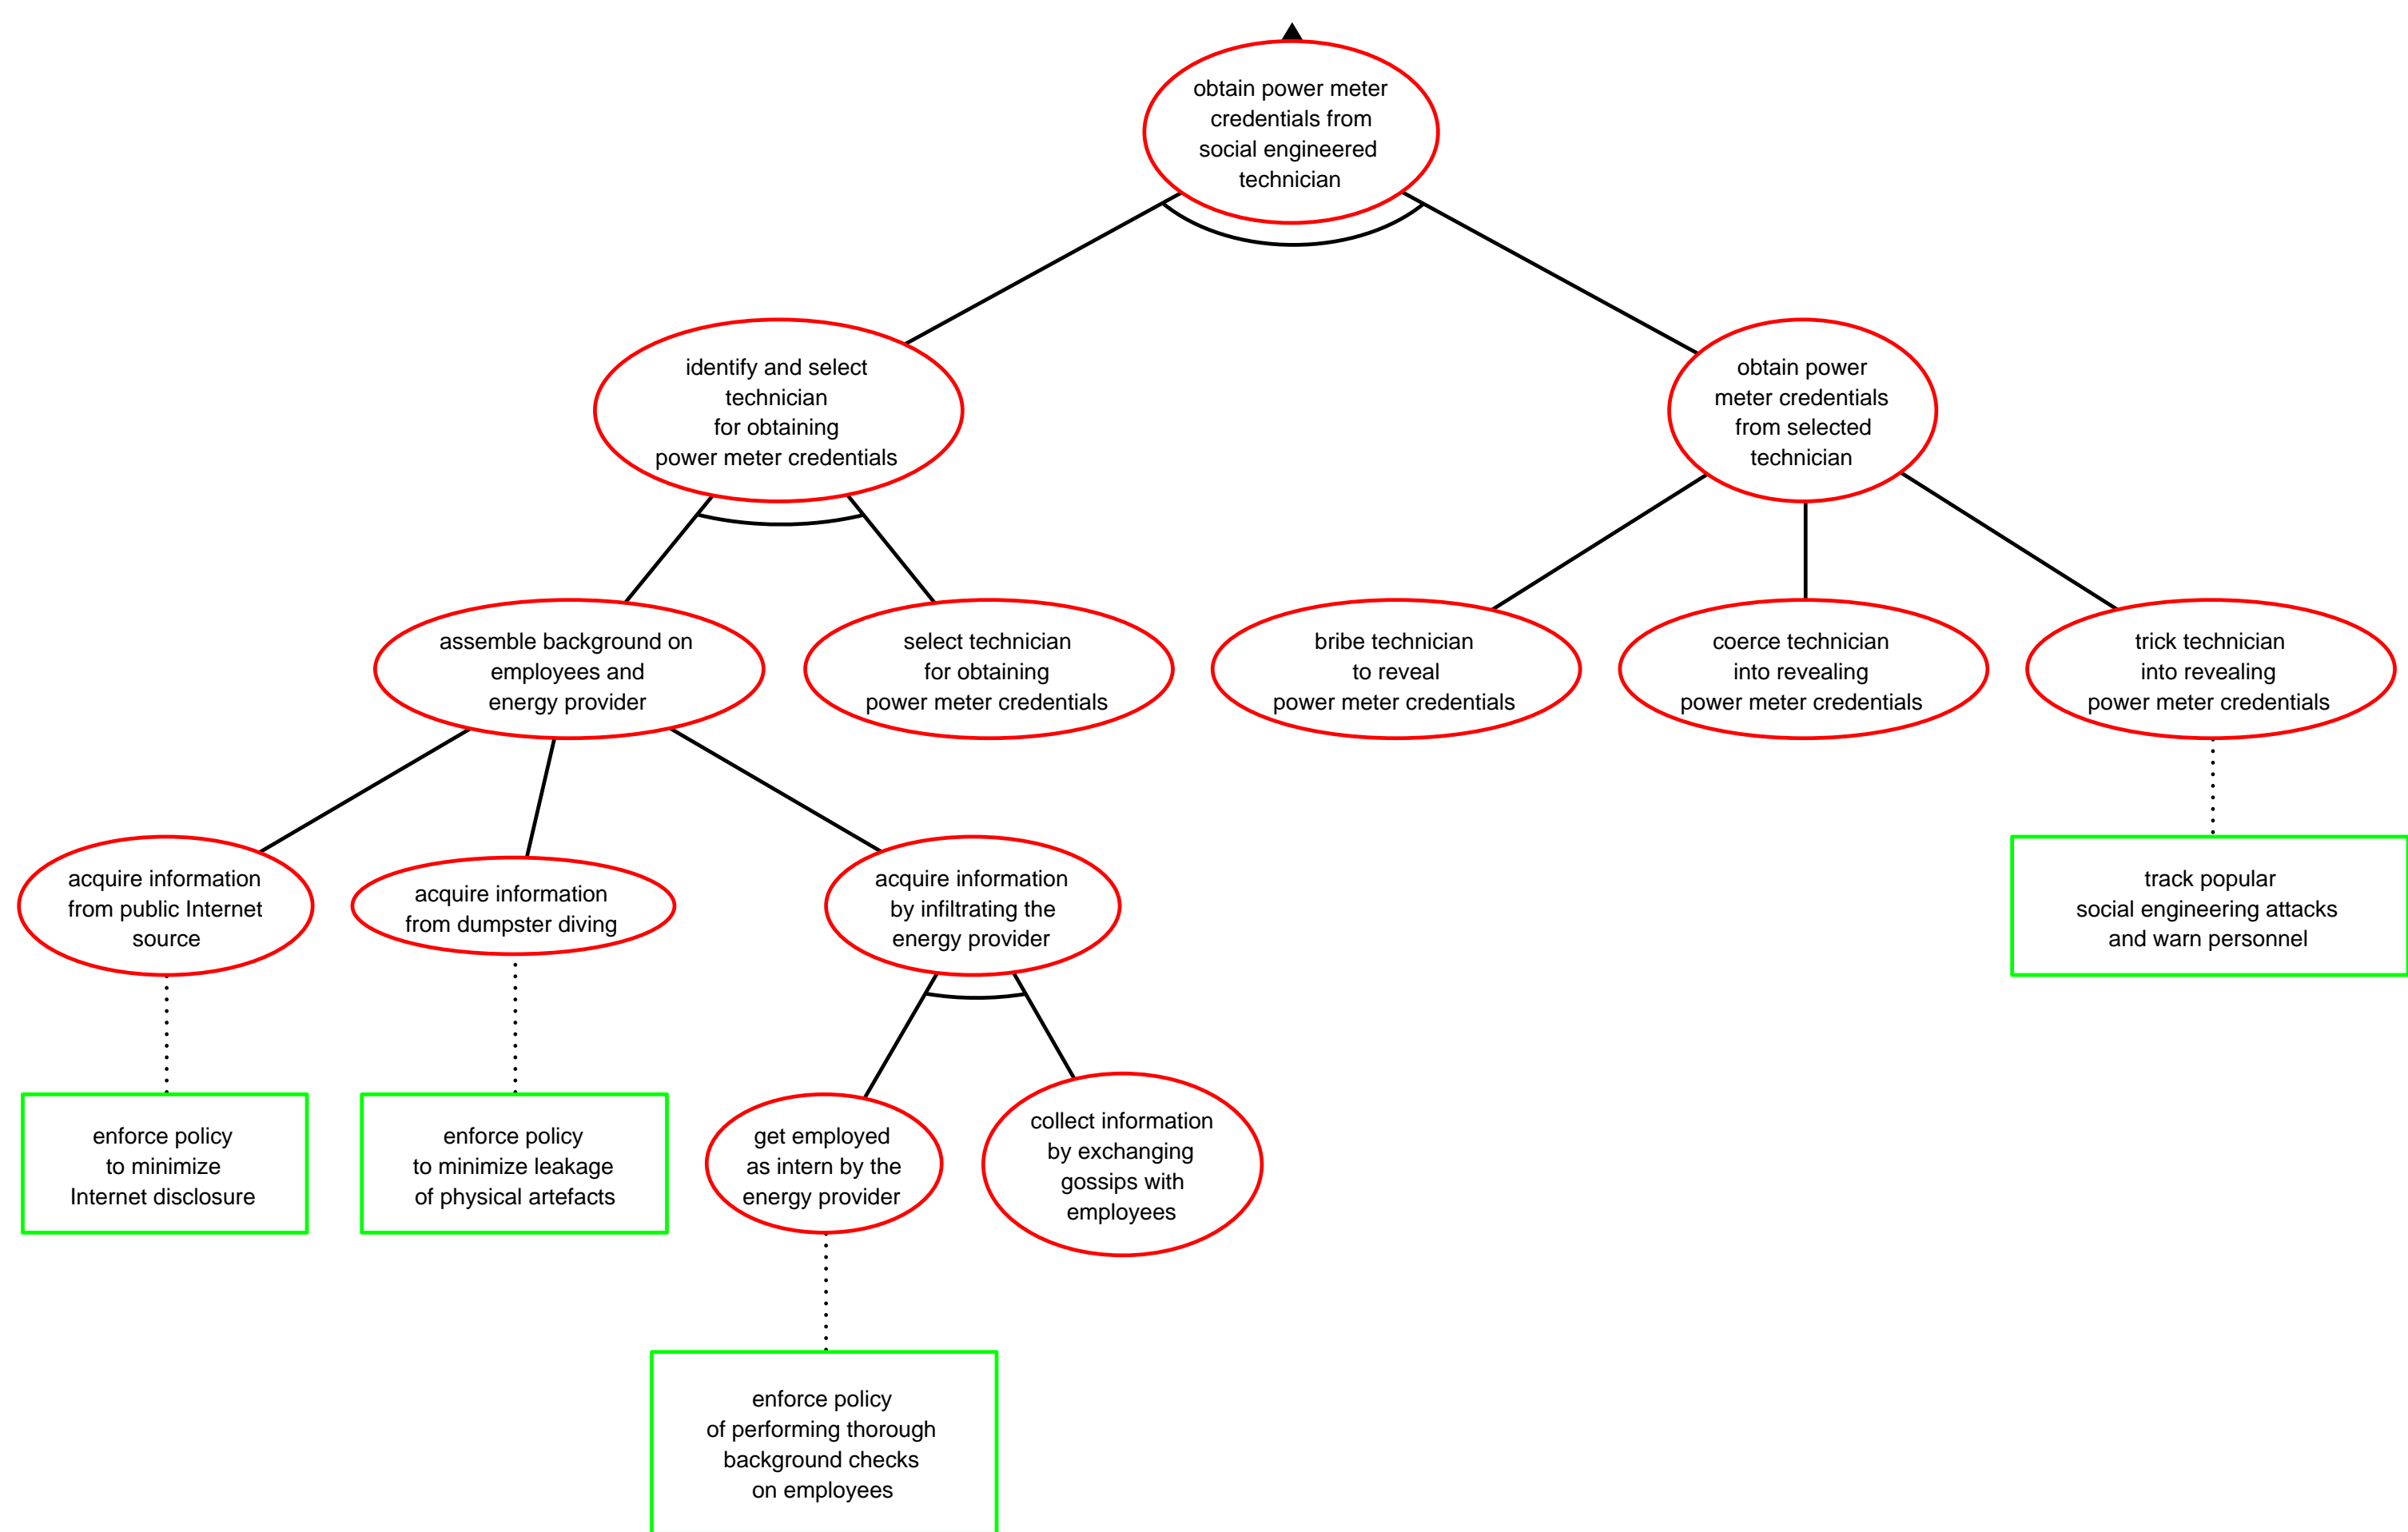 obtain power meter
credentials from
social engineered
technician
identify and select
technician
for obtaining
power meter credentials
obtain power
meter credentials
from selected
technician
assemble background on
employees and
energy provider
select technician
for obtaining
power meter credentials
bribe technician
to reveal
power meter credentials
coerce technician
into revealing
power meter credentials
trick technician
into revealing
power meter credentials
acquire information
from public Internet
source
acquire information
from dumpster diving
acquire information
by infiltrating the
energy provider
track popular
social engineering attacks
and warn personnel
enforce policy
to minimize
Internet disclosure
enforce policy
to minimize leakage
of physical artefacts
get employed
as intern by the
energy provider
collect information
by exchanging
gossips with
employees
enforce policy
of performing thorough
background checks
on employees